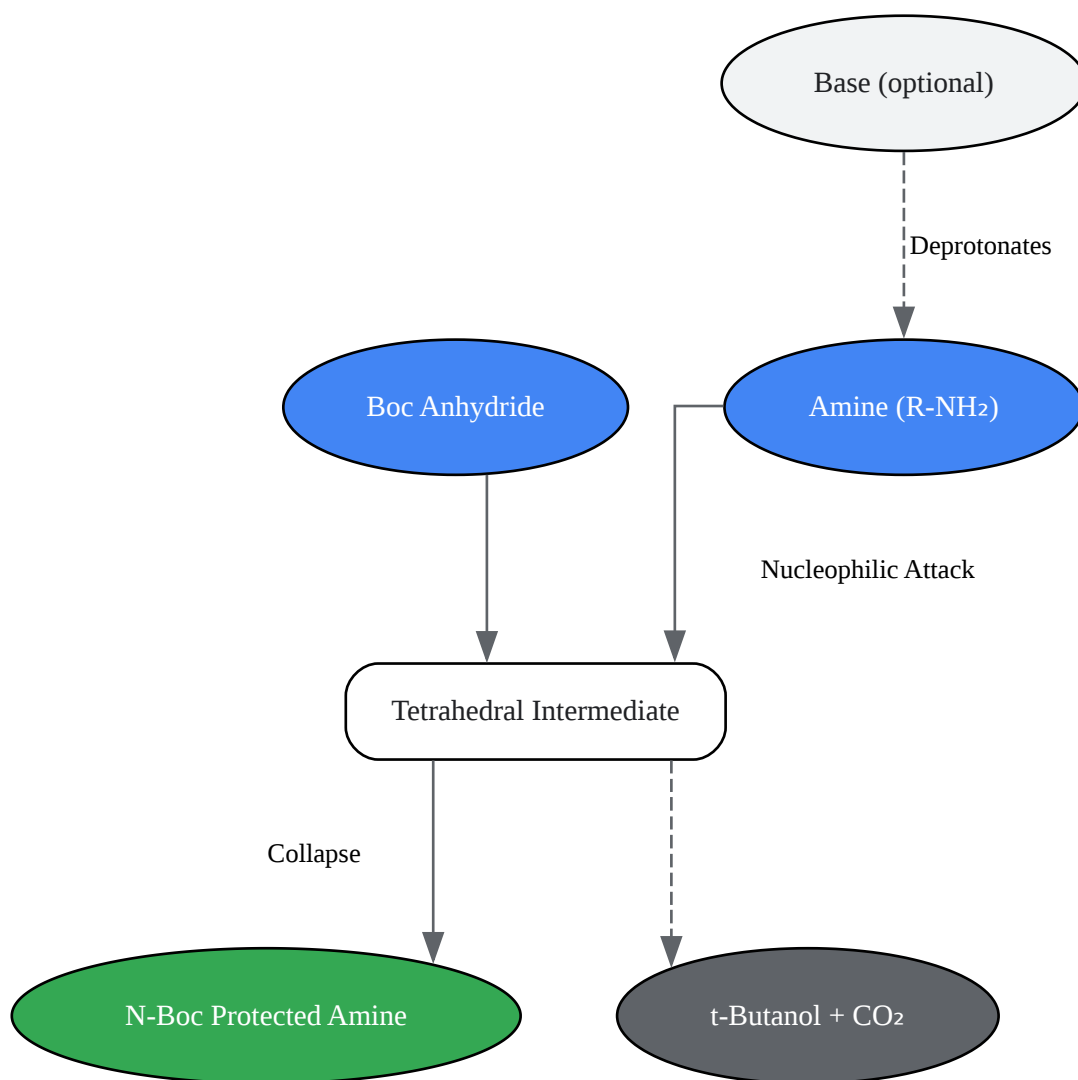 Base (optional)
Deprotonates
Boc Anhydride
Amine (R-NH₂)
Nucleophilic Attack
Tetrahedral Intermediate
Collapse
N-Boc Protected Amine
t-Butanol + CO₂